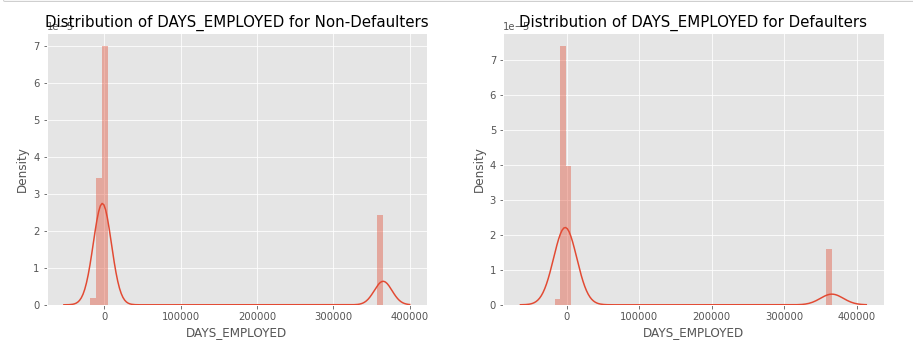 Distribution of DAYS_EMPLOYED for Non-Defaulters
1e−5
7
6
5
4
3
2
1
0
Density
0 100000 200000 300000 400000
DAYS_EMPLOYED
Distribution of DAYS_EMPLOYED for Defaulters
1e−5
7
6
5
4
3
2
1
0
Density
0 100000 200000 300000 400000
DAYS_EMPLOYED